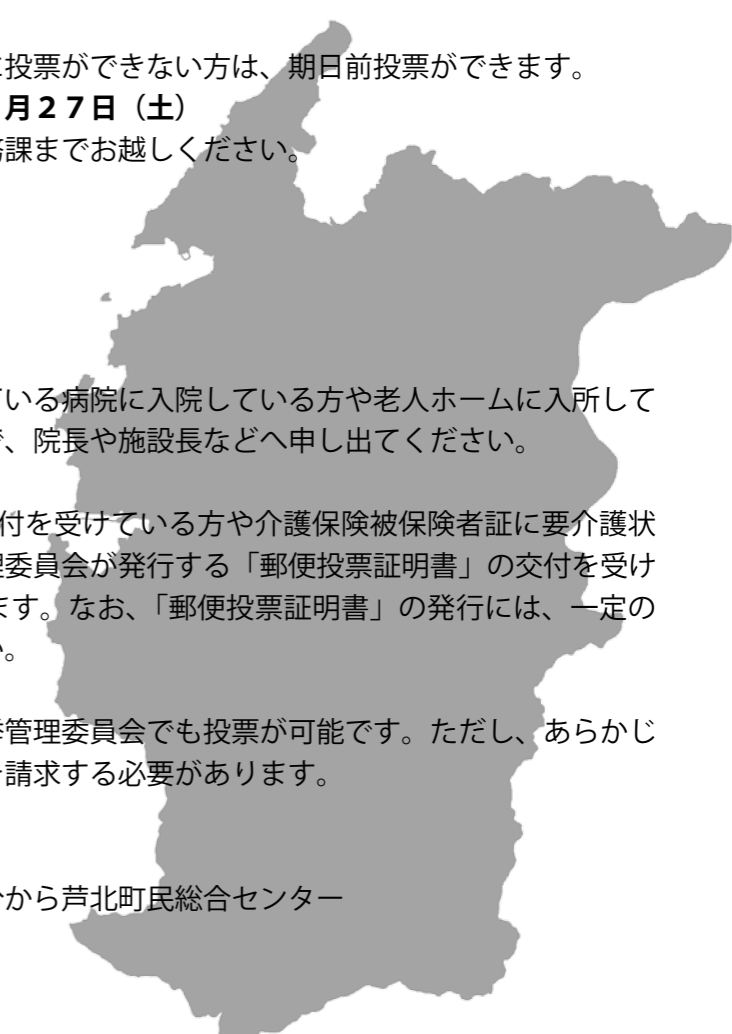 投票ができない方は、期日前投票ができます。
月２７日（土）
課までお越しください。
いる病院に入院している方や老人ホームに入所して
、院長や施設長などへ申し出てください。
付を受けている方や介護保険被保険者証に要介護状
委員会が発行する「郵便投票証明書」の交付を受け
ます。なお、「郵便投票証明書」の発行には、一定の
。
管理委員会でも投票が可能です。ただし、あらかじ
請求する必要があります。
から芦北町民総合センター